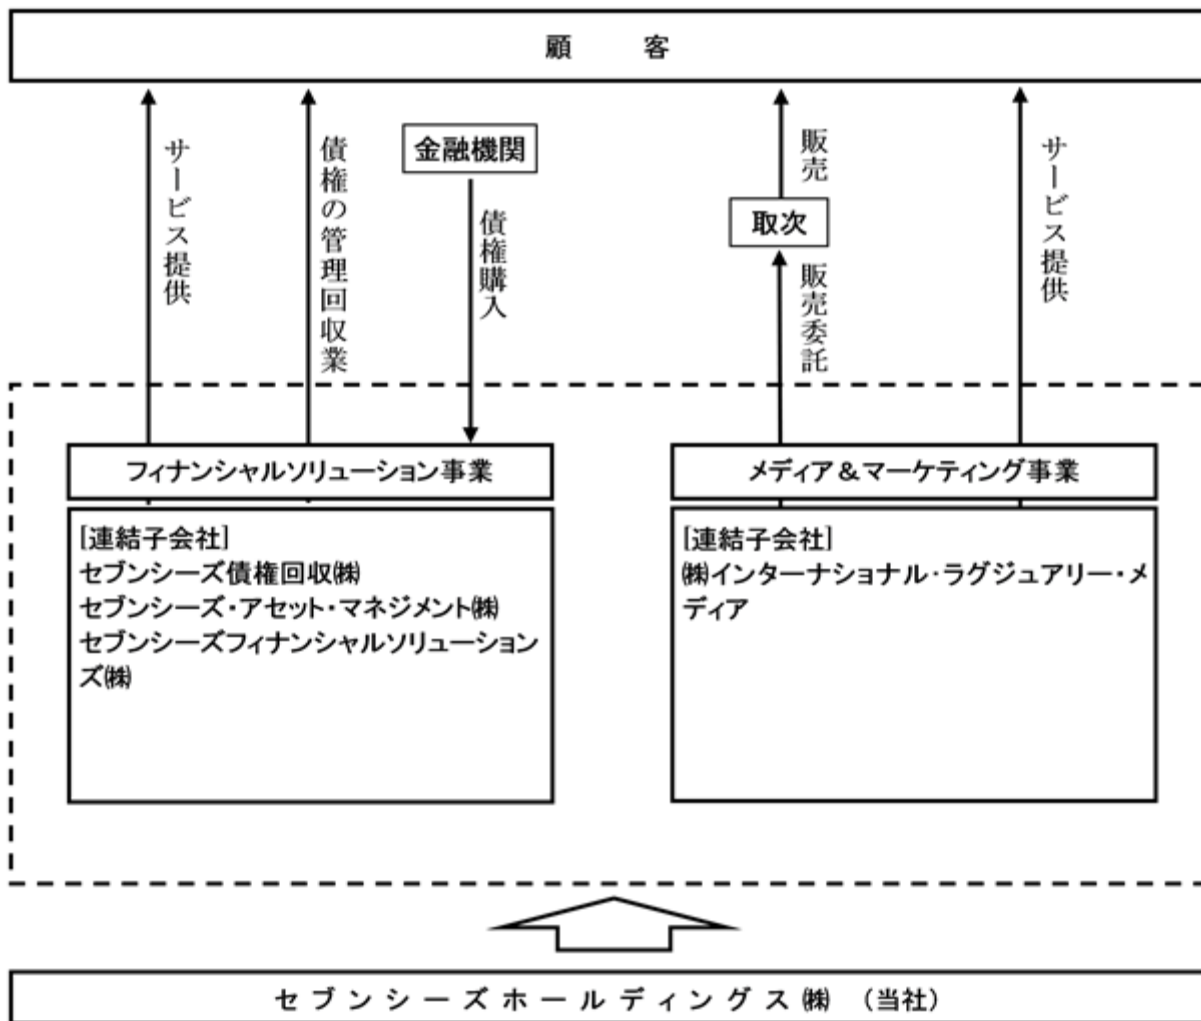 顧　客
サービス提供
債権の管理回収業
金融機関
債権購入
販売
取次
販売委託
サービス提供
フィナンシャルソリューション事業
[連結子会社]
セブンシーズ債権回収㈱
セブンシーズ・アセット・マネジメント㈱
セブンシーズフィナンシャルソリューション
ズ㈱
メディア＆マーケティング事業
[連結子会社]
㈱インターナショナル・ラグジュアリー・メ
ディア
セブンシーズホールディングス㈱　（当社）